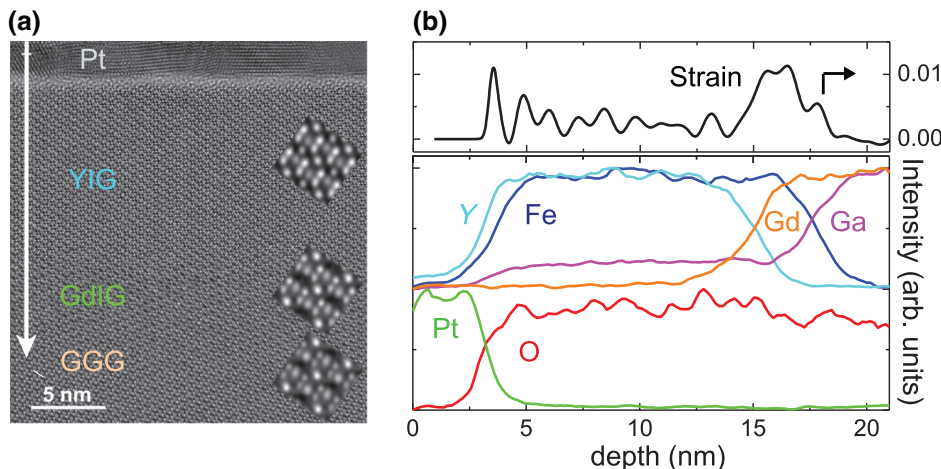 (a)
Pt
YIG
GdIG
GGG
5 nm
(b)
Strain
0.01
0.00
Y
Fe
Gd
Ga
Pt
O
Intensity (arb. units)
0 5 10 15 20
depth (nm)